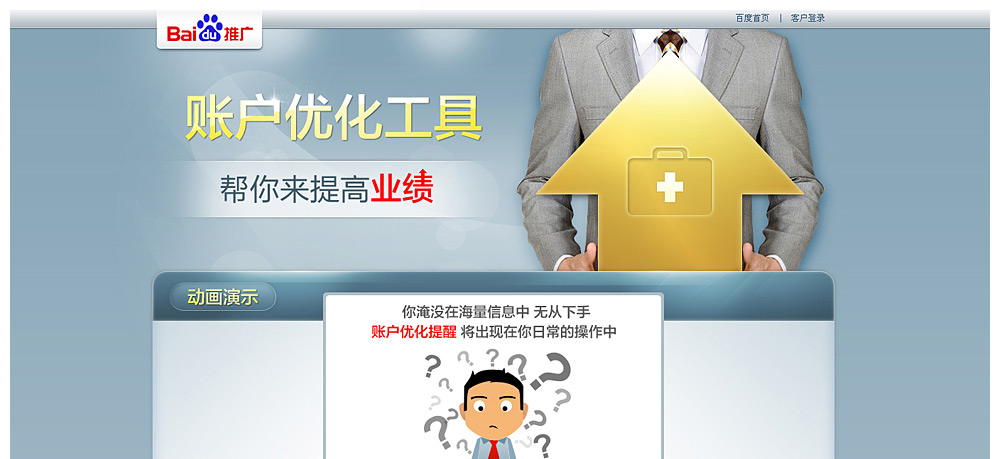 百度首页 | 客户登录
Bai du 推广
账户优化工具
帮你来提高业绩
动画演示
你淹没在海量信息中 无从下手
账户优化提醒 将出现在你日常的操作中